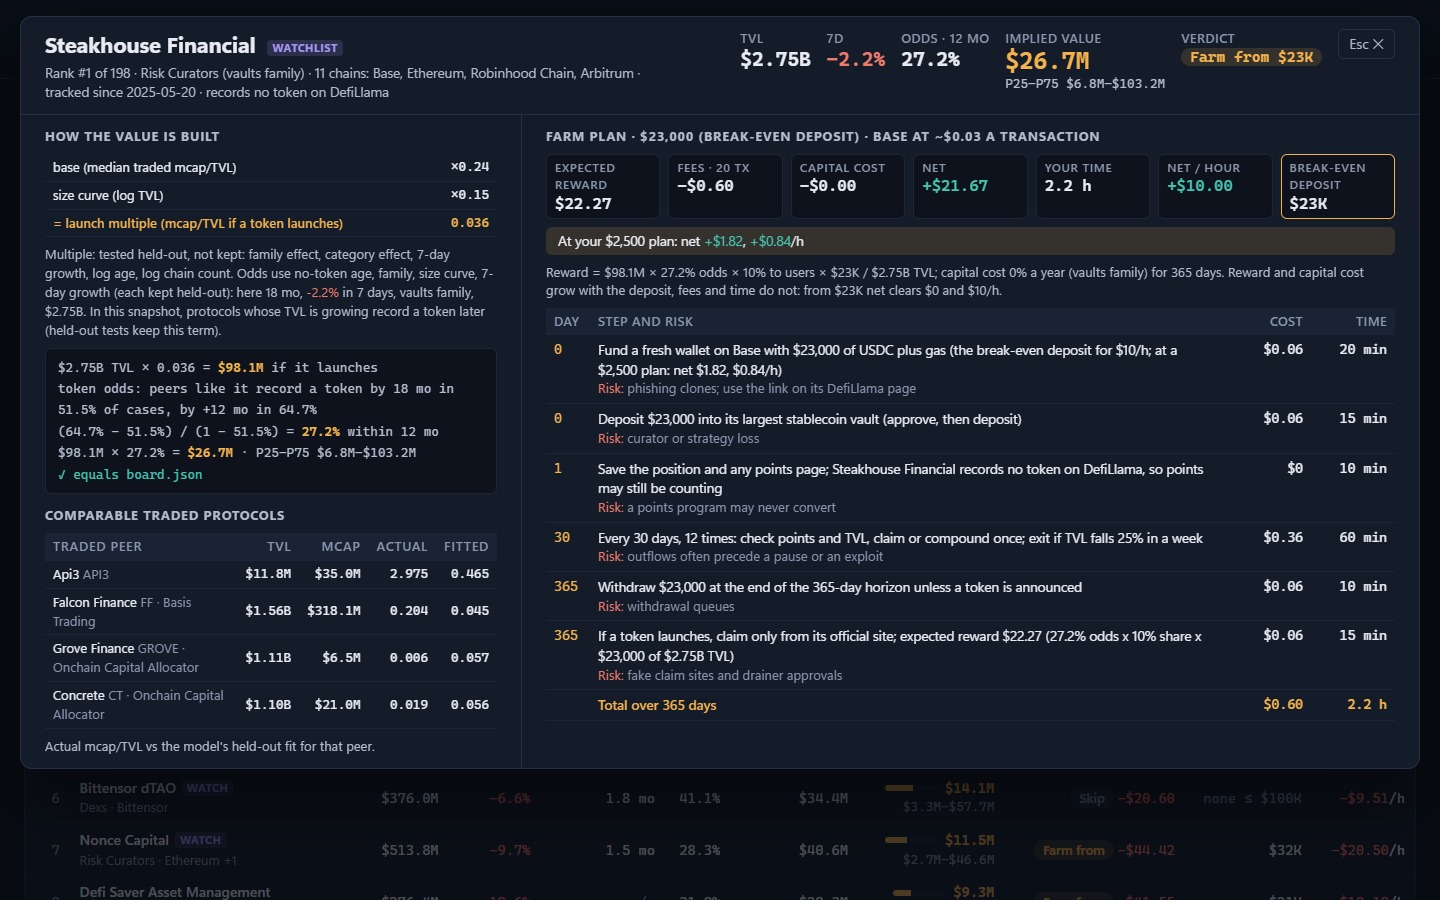 Steakhouse Financial WATCHLIST
Rank #1 of 198 · Risk Curators (vaults family) · 11 chains: Base, Ethereum, Robinhood Chain, Arbitrum ·
tracked since 2025-05-20 · records no token on DefiLlama
TVL 7D ODDS · 12 MO IMPLIED VALUE VERDICT
$2.75B −2.2% 27.2% $26.7M Farm from $23K
P25–P75 $6.8M–$103.2M
Esc ✕
HOW THE VALUE IS BUILT
base (median traded mcap/TVL) ×0.24
size curve (log TVL) ×0.15
= launch multiple (mcap/TVL if a token launches) 0.036
Multiple: tested held-out, not kept: family effect, category effect, 7-day
growth, log age, log chain count. Odds use no-token age, family, size curve, 7-
day growth (each kept held-out): here 18 mo, -2.2% in 7 days, vaults family,
$2.75B. In this snapshot, protocols whose TVL is growing record a token later
(held-out tests keep this term).
$2.75B TVL × 0.036 = $98.1M if it launches
token odds: peers like it record a token by 18 mo in
51.5% of cases, by +12 mo in 64.7%
(64.7% − 51.5%) / (1 − 51.5%) = 27.2% within 12 mo
$98.1M × 27.2% = $26.7M · P25–P75 $6.8M–$103.2M
✓ equals board.json
COMPARABLE TRADED PROTOCOLS
TRADED PEER TVL MCAP ACTUAL FITTED
Api3 API3 $11.8M $35.0M 2.975 0.465
Falcon Finance FF · Basis
Trading $1.56B $318.1M 0.204 0.045
Grove Finance GROVE ·
Onchain Capital Allocator $1.11B $6.5M 0.006 0.057
Concrete CT · Onchain Capital
Allocator $1.10B $21.0M 0.019 0.056
Actual mcap/TVL vs the model's held-out fit for that peer.
FARM PLAN · $23,000 (BREAK-EVEN DEPOSIT) · BASE AT ~$0.03 A TRANSACTION
EXPECTED REWARD $22.27
FEES · 20 TX −$0.60
CAPITAL COST −$0.00
NET +$21.67
YOUR TIME 2.2 h
NET / HOUR +$10.00
BREAK-EVEN DEPOSIT $23K
At your $2,500 plan: net +$1.82, +$0.84/h
Reward = $98.1M × 27.2% odds × 10% to users × $23K / $2.75B TVL; capital cost 0% a year (vaults family) for 365 days. Reward and capital cost
grow with the deposit, fees and time do not: from $23K net clears $0 and $10/h.
DAY STEP AND RISK COST TIME
0 Fund a fresh wallet on Base with $23,000 of USDC plus gas (the break-even deposit for $10/h; at a $0.06 20 min
$2,500 plan: net $1.82, $0.84/h)
Risk: phishing clones; use the link on its DefiLlama page
0 Deposit $23,000 into its largest stablecoin vault (approve, then deposit) $0.06 15 min
Risk: curator or strategy loss
1 Save the position and any points page; Steakhouse Financial records no token on DefiLlama, so points $0 10 min
may still be counting
Risk: a points program may never convert
30 Every 30 days, 12 times: check points and TVL, claim or compound once; exit if TVL falls 25% in a week $0.36 60 min
Risk: outflows often precede a pause or an exploit
365 Withdraw $23,000 at the end of the 365-day horizon unless a token is announced $0.06 10 min
Risk: withdrawal queues
365 If a token launches, claim only from its official site; expected reward $22.27 (27.2% odds x 10% share x $0.06 15 min
$23,000 of $2.75B TVL)
Risk: fake claim sites and drainer approvals
Total over 365 days $0.60 2.2 h
6 Bittensor dTAO WATCH $376.0M −6.6% 1.8 mo 41.1% $34.4M $14.1M Skip −$20.60 none ≤ $100K −$9.51/h
Dexs · Bittensor $3.3M–$57.7M
7 Nonce Capital WATCH $513.8M −9.7% 1.5 mo 28.3% $40.6M $11.5M Farm from −$44.42 $32K −$20.50/h
Risk Curators · Ethereum +1 $2.7M–$46.6M
Defi Saver Asset Management $9.3M